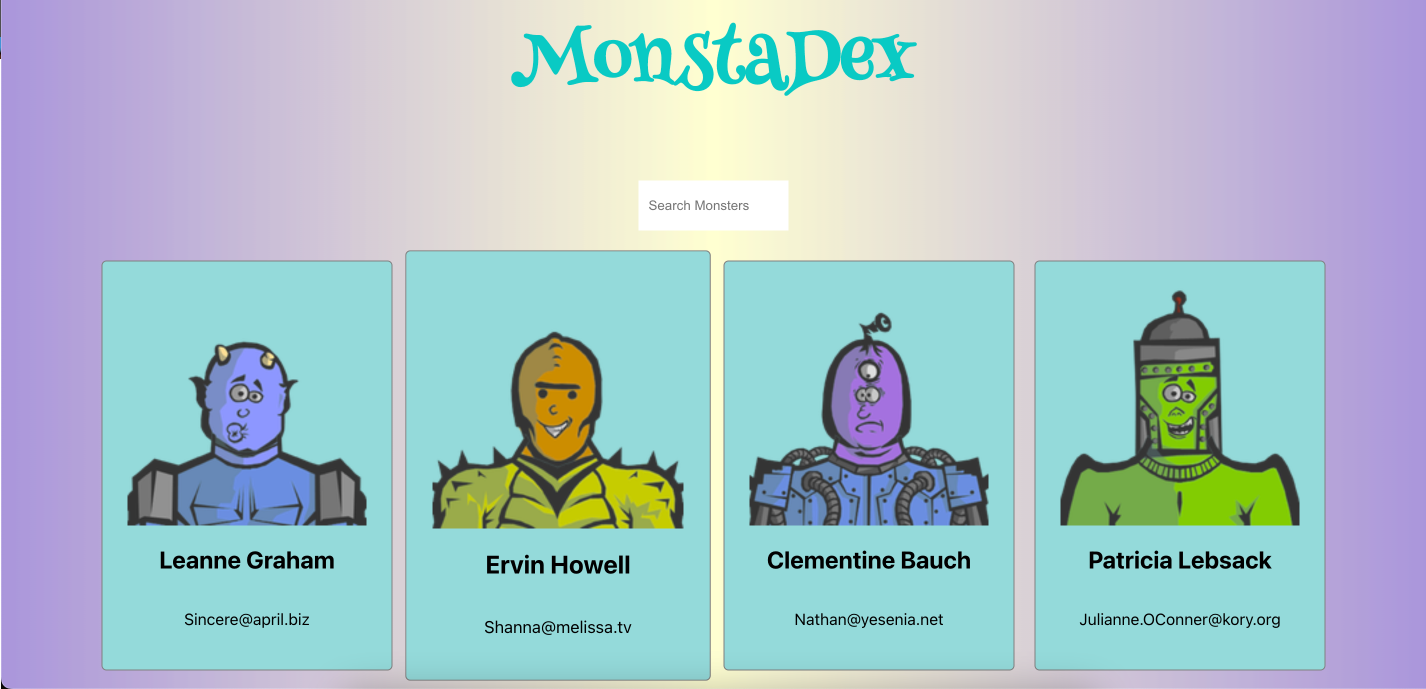 MonstaDex
Search Monsters
Leanne Graham
Sincere@april.biz
Ervin Howell
Shanna@melissa.tv
Clementine Bauch
Nathan@yesenia.net
Patricia Lebsack
Julianne.OConner@kory.org